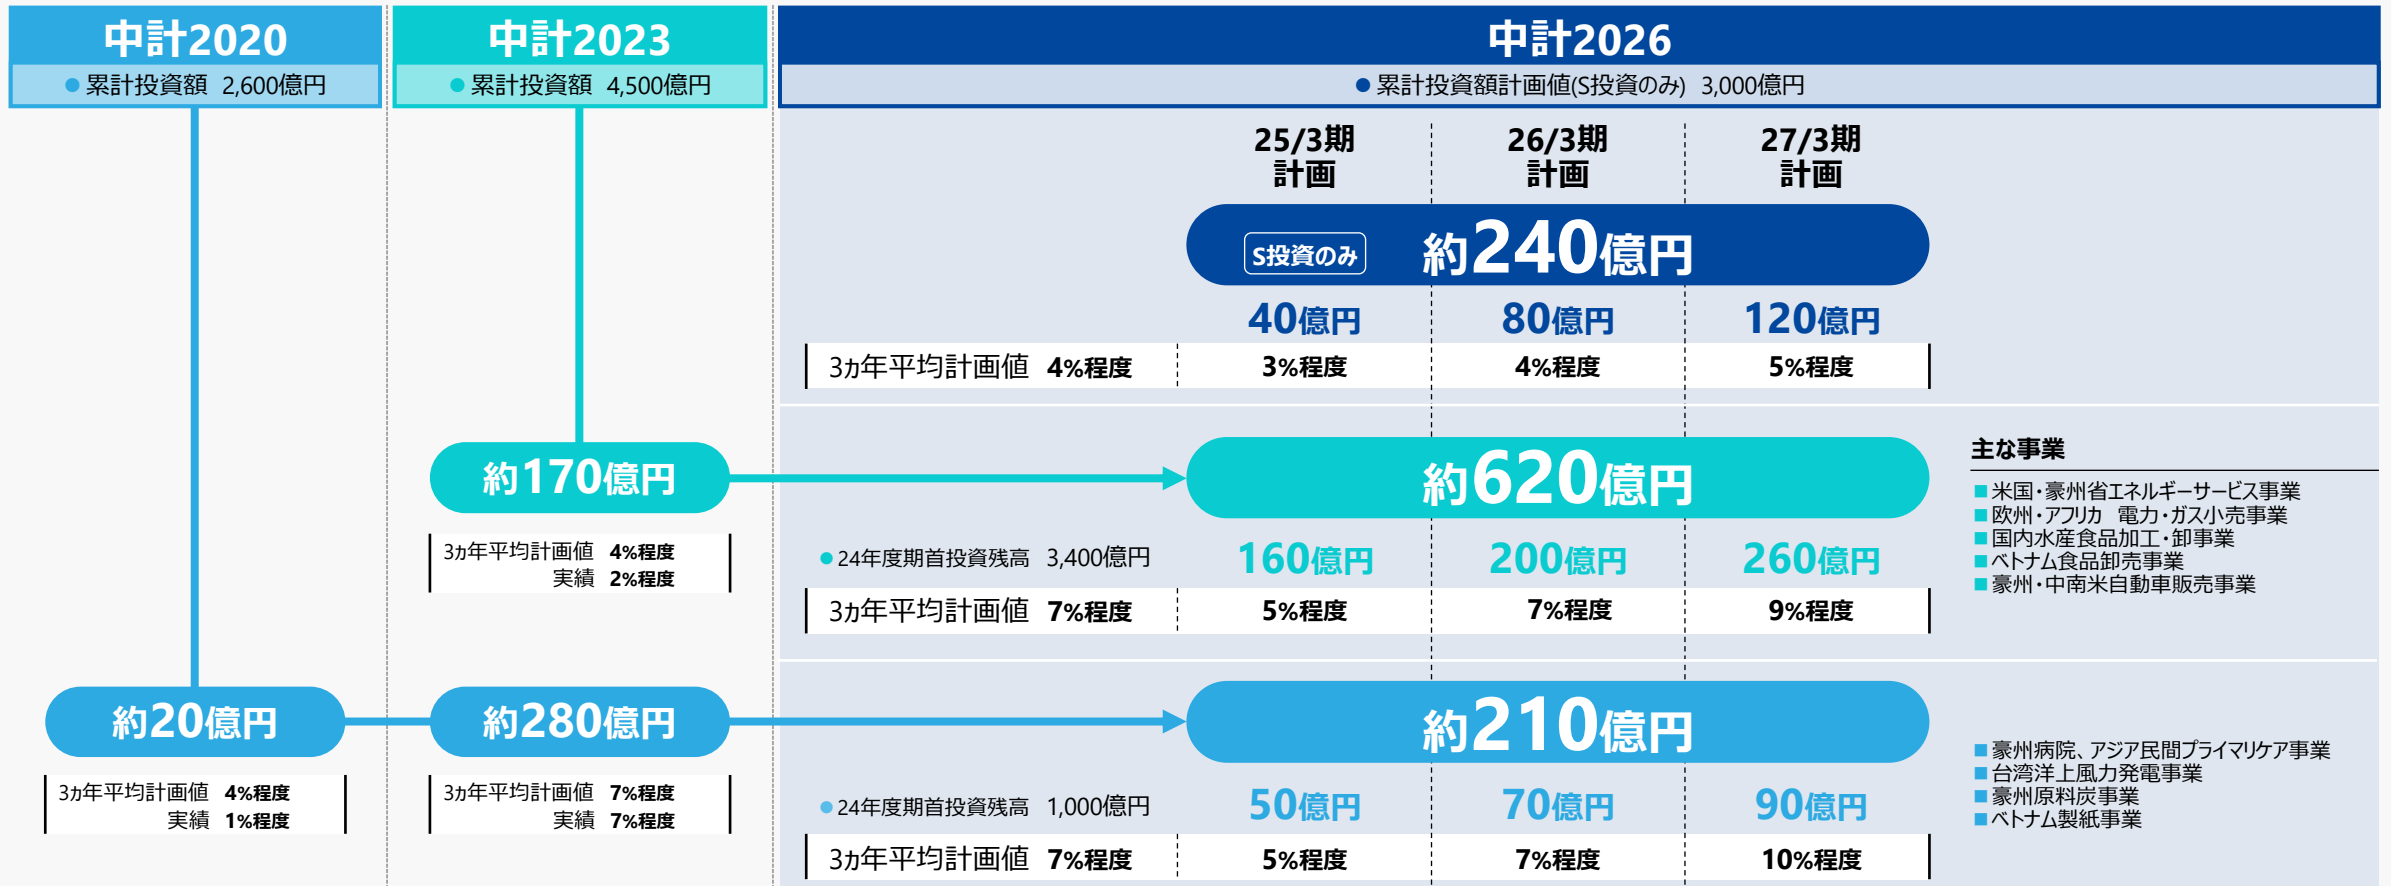 中計2020
● 累計投資額 2,600億円
中計2023
● 累計投資額 4,500億円
中計2026
● 累計投資額計画値(S投資のみ) 3,000億円
25/3期
計画
26/3期
計画
27/3期
計画
S投資のみ 約240億円
40億円 80億円 120億円
3ヵ年平均計画値 4%程度 3%程度 4%程度 5%程度
約170億円
3ヵ年平均計画値 4%程度
実績 2%程度
約620億円
● 24年度期首投資残高 3,400億円 160億円 200億円 260億円
3ヵ年平均計画値 7%程度 5%程度 7%程度 9%程度
主な事業
■ 米国・豪州省エネルギーサービス事業
■ 欧州・アフリカ 電力・ガス小売事業
■ 国内水産食品加工・卸事業
■ ベトナム食品卸売事業
■ 豪州・中南米自動車販売事業
約20億円
3ヵ年平均計画値 4%程度
実績 1%程度
約280億円
3ヵ年平均計画値 7%程度
実績 7%程度
約210億円
● 24年度期首投資残高 1,000億円 50億円 70億円 90億円
3ヵ年平均計画値 7%程度 5%程度 7%程度 10%程度
■ 豪州病院、アジア民間プライマリケア事業
■ 台湾洋上風力発電事業
■ 豪州原料炭事業
■ ベトナム製紙事業